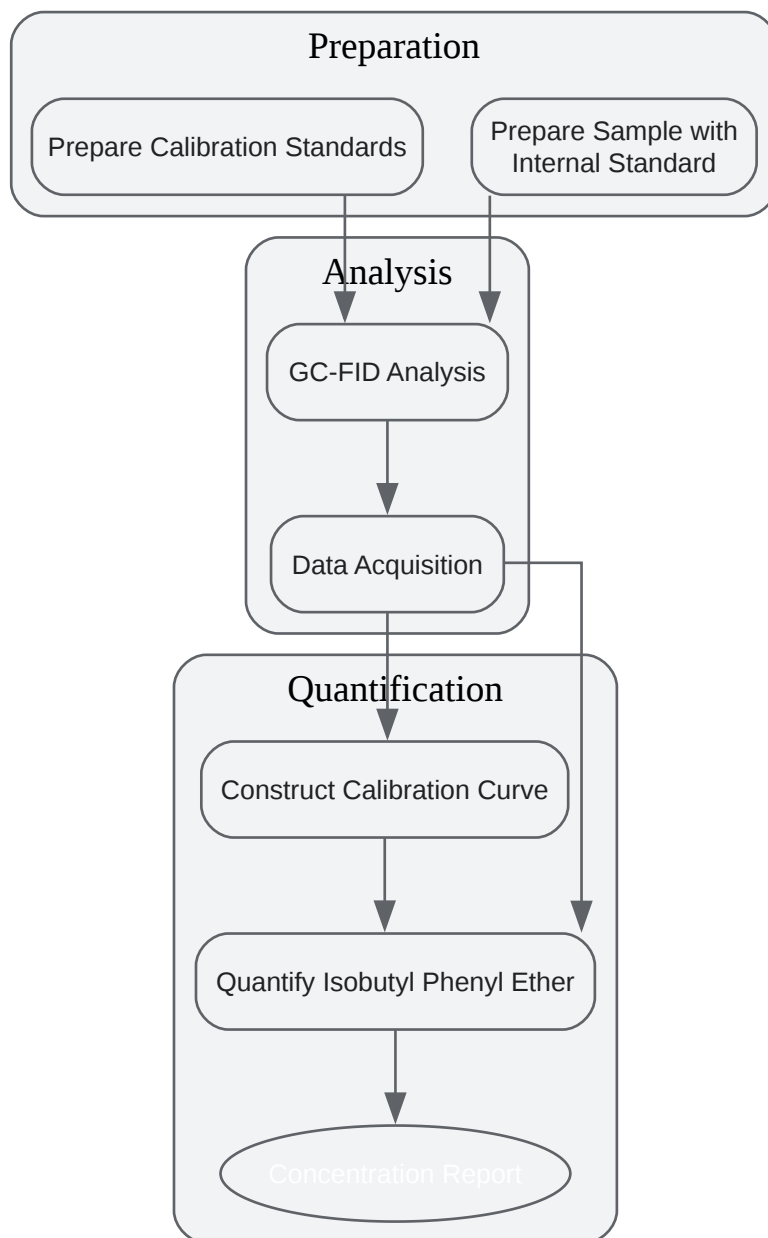 Preparation
Prepare Calibration Standards
Prepare Sample with
Internal Standard
Analysis
GC-FID Analysis
Data Acquisition
Quantification
Construct Calibration Curve
Quantify Isobutyl Phenyl Ether
Concentration Report